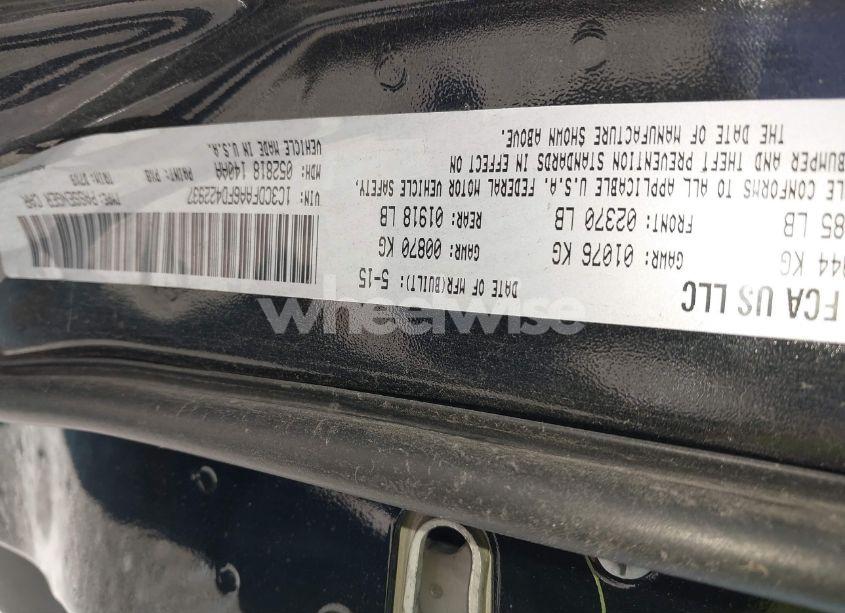 FCA US LLC
DATE OF MFR(BUILT): 5-15
044 KG GAWR: 01076 KG GAWR: 00870 KG
85 LB FRONT: 02370 LB REAR: 01918 LB
LE CONFORMS TO ALL APPLICABLE U.S.A. FEDERAL MOTOR VEHICLE SAFETY,
BUMPER AND THEFT PREVENTION STANDARDS IN EFFECT ON
THE DATE OF MANUFACTURE SHOWN ABOVE.
VIN: 1C3CDFAA6FD422937
TYPE: PASSENGER CAR
MDH: 052818 140AA
PAINT:
TRIM:
VEHICLE MADE IN U.S.A.
wheelwise